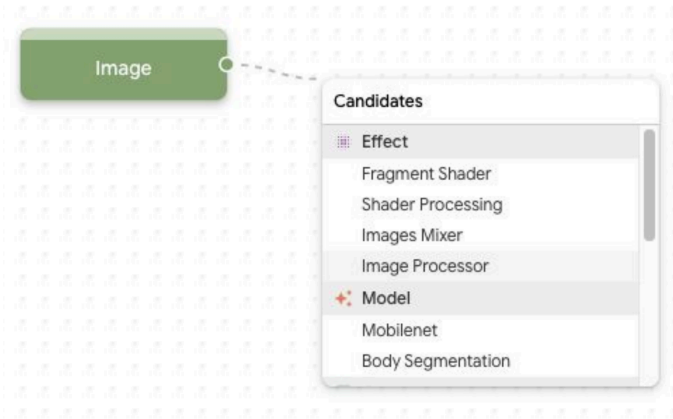 Image
Candidates
Effect
Fragment Shader
Shader Processing
Images Mixer
Image Processor
Model
Mobilenet
Body Segmentation